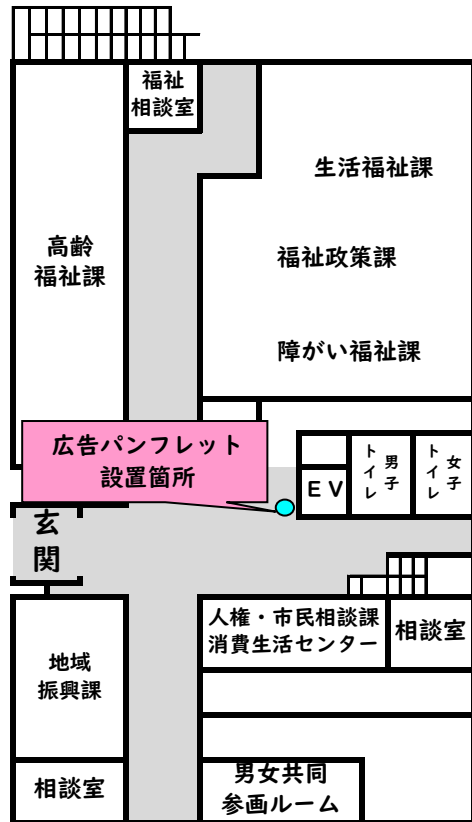 福祉
相談室
生活福祉課
高齢
福祉課
福祉政策課
障がい福祉課
広告パンフレット
設置箇所
ＥＶ
男子
トイレ
女子
トイレ
玄
関
人権・市民相談課
消費生活センター
相談室
地域
振興課
相談室
男女共同
参画ルーム